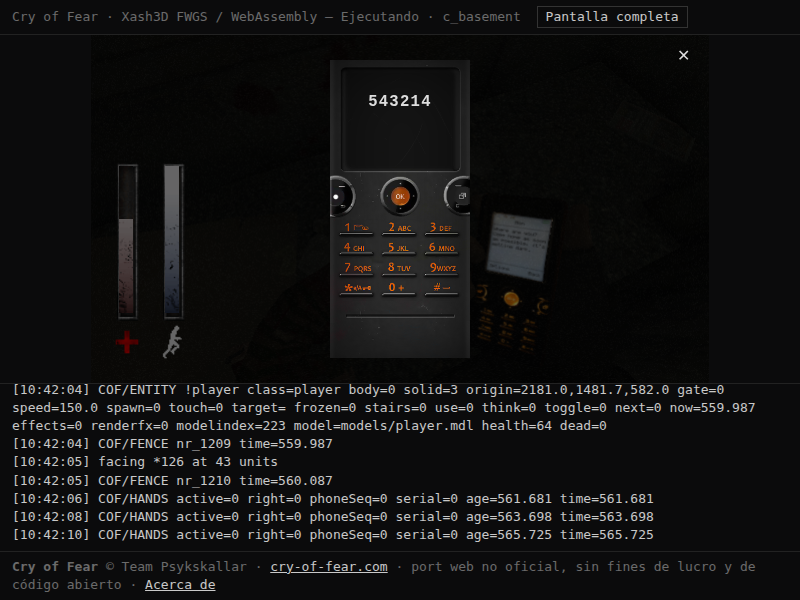 Cry of Fear · Xash3D FWGS / WebAssembly — Ejecutando · c_basement
Pantalla completa
×
543214
OK
1
2 ABC
3 DEF
4 GHI
5 JKL
6 MNO
7 PQRS
8 TUV
9WXYZ
*
0 +
#
[10:42:04] COF/ENTITY !player class=player body=0 solid=3 origin=2181.0,1481.7,582.0 gate=0
speed=150.0 spawn=0 touch=0 target= frozen=0 stairs=0 use=0 think=0 toggle=0 next=0 now=559.987
effects=0 renderfx=0 modelindex=223 model=models/player.mdl health=64 dead=0
[10:42:04] COF/FENCE nr_1209 time=559.987
[10:42:05] facing *126 at 43 units
[10:42:05] COF/FENCE nr_1210 time=560.087
[10:42:06] COF/HANDS active=0 right=0 phoneSeq=0 serial=0 age=561.681 time=561.681
[10:42:08] COF/HANDS active=0 right=0 phoneSeq=0 serial=0 age=563.698 time=563.698
[10:42:10] COF/HANDS active=0 right=0 phoneSeq=0 serial=0 age=565.725 time=565.725
Cry of Fear © Team Psykskallar · cry-of-fear.com · port web no oficial, sin fines de lucro y de
código abierto · Acerca de